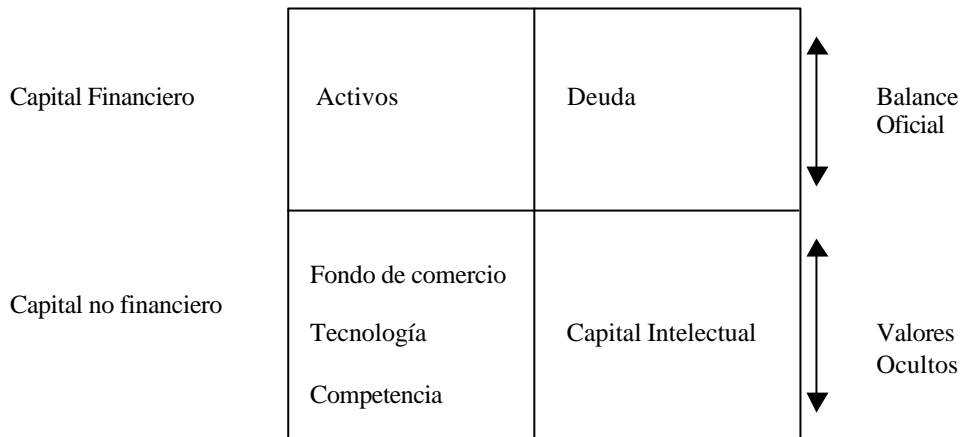 Capital Financiero
Activos
Deuda
Balance
Oficial
Capital no financiero
Fondo de comercio
Tecnología
Competencia
Capital Intelectual
Valores
Ocultos